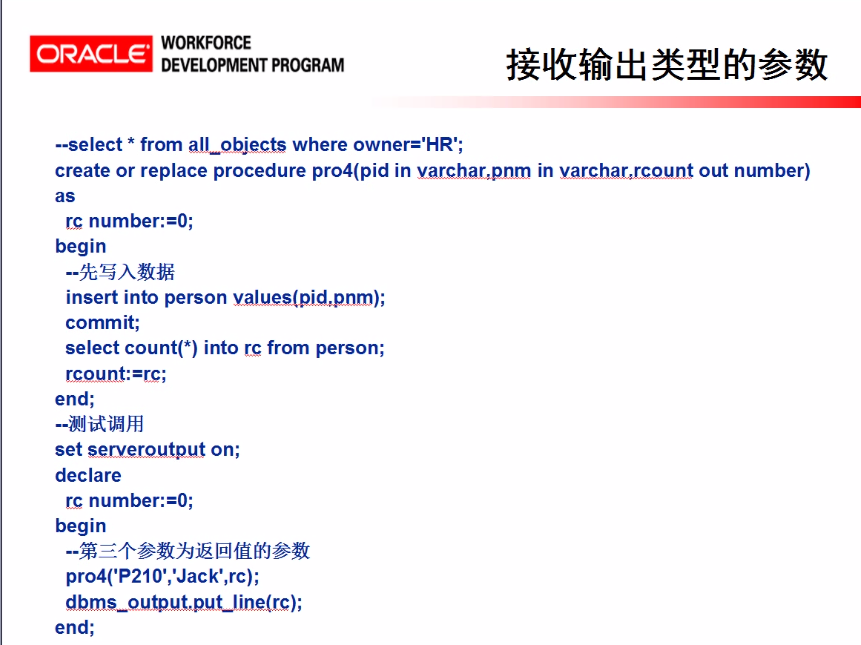 ORACLE WORKFORCE
DEVELOPMENT PROGRAM
接收输出类型的参数
--select * from all_objects where owner='HR';
create or replace procedure pro4(pid in varchar,pnm in varchar,rcount out number)
as
rc number:=0;
begin
--先写入数据
insert into person values(pid,pnm);
commit;
select count(*) into rc from person;
rcount:=rc;
end;
--测试调用
set serveroutput on;
declare
rc number:=0;
begin
--第三个参数为返回值的参数
pro4('P210','Jack',rc);
dbms_output.put_line(rc);
end;